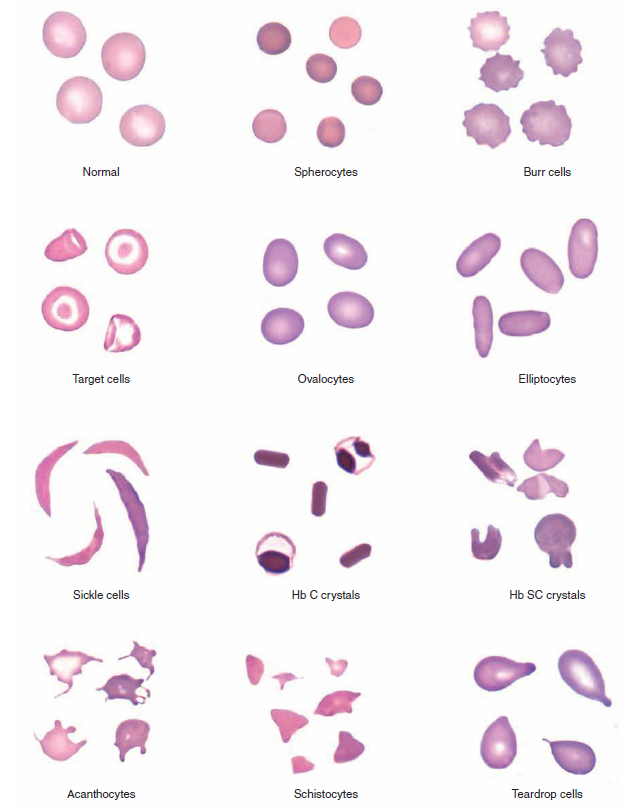 Normal
Spherocytes
Burr cells
Target cells
Ovalocytes
Elliptocytes
Sickle cells
Hb C crystals
Hb SC crystals
Acanthocytes
Schistocytes
Teardrop cells